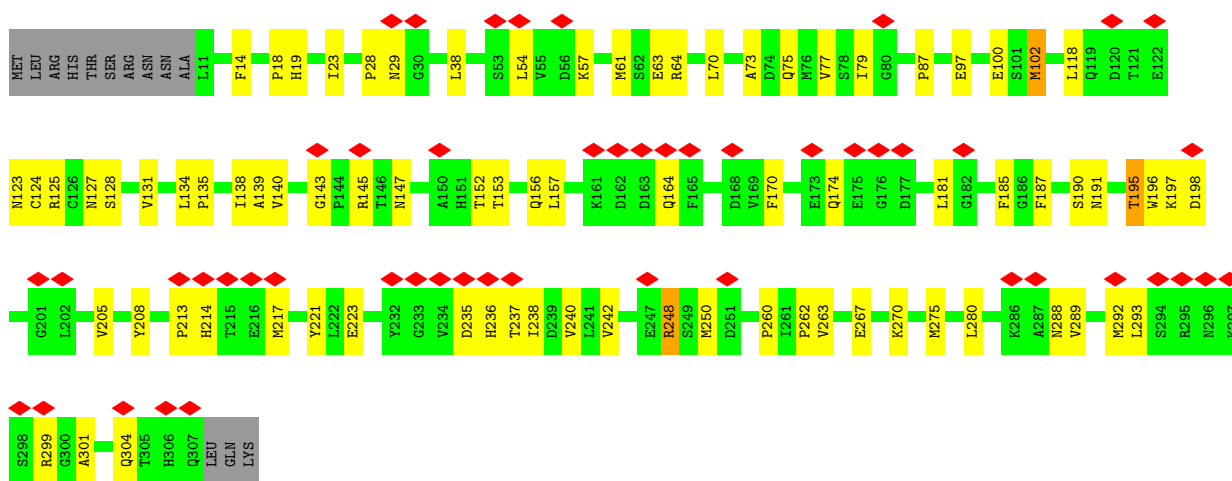 MET LEU ARG HIS THR SER ARG ASN ASN ALA L11 F14 P18 H19 I23 P28 N29 G30 L38 S53 L54 V55 D56 K57 M61 S62 E63 R64 L70 A73 D74 Q75 M76 V77 S78 I79 G80 P87 E97 E100 S101 M102 L118 Q119 D120 T121 E122
N123 C124 R125 C126 N127 S128 V131 L134 P135 I138 A139 V140 G143 P144 R145 T146 N147 A150 H151 T152 T153 Q156 L157 K161 D162 D163 Q164 F165 D168 V169 F170 E173 Q174 E175 G176 D177 L181 G182 F185 G186 F187 S190 N191 T195 W196 K197 D198
G201 L202 V205 Y208 P213 H214 T215 E216 M217 Y221 L222 E223 Y232 G233 V234 D235 H236 T237 I238 D239 V240 L241 V242 E247 R248 S249 M250 D251 P260 I261 P262 V263 E267 K270 M275 L280 K286 A287 N288 V289 M292 L293 S294 R295 N296
S298 R299 G300 A301 Q304 T305 H306 Q307 LEU GLN LYS